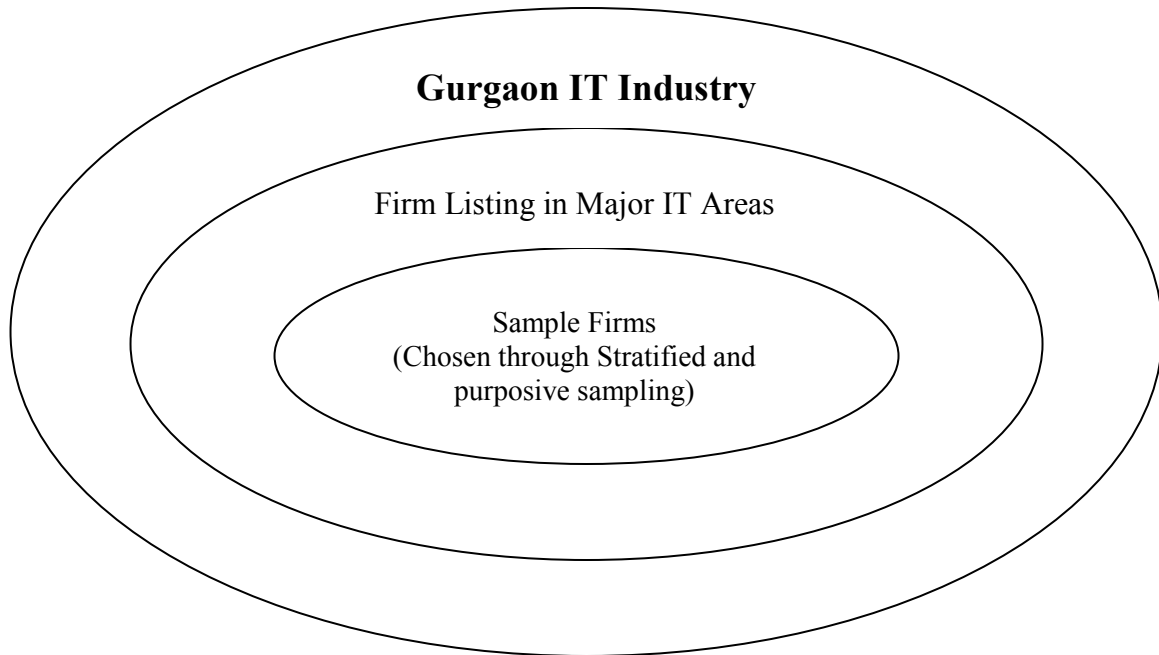 Gurgaon IT Industry
Firm Listing in Major IT Areas
Sample Firms
(Chosen through Stratified and
purposive sampling)